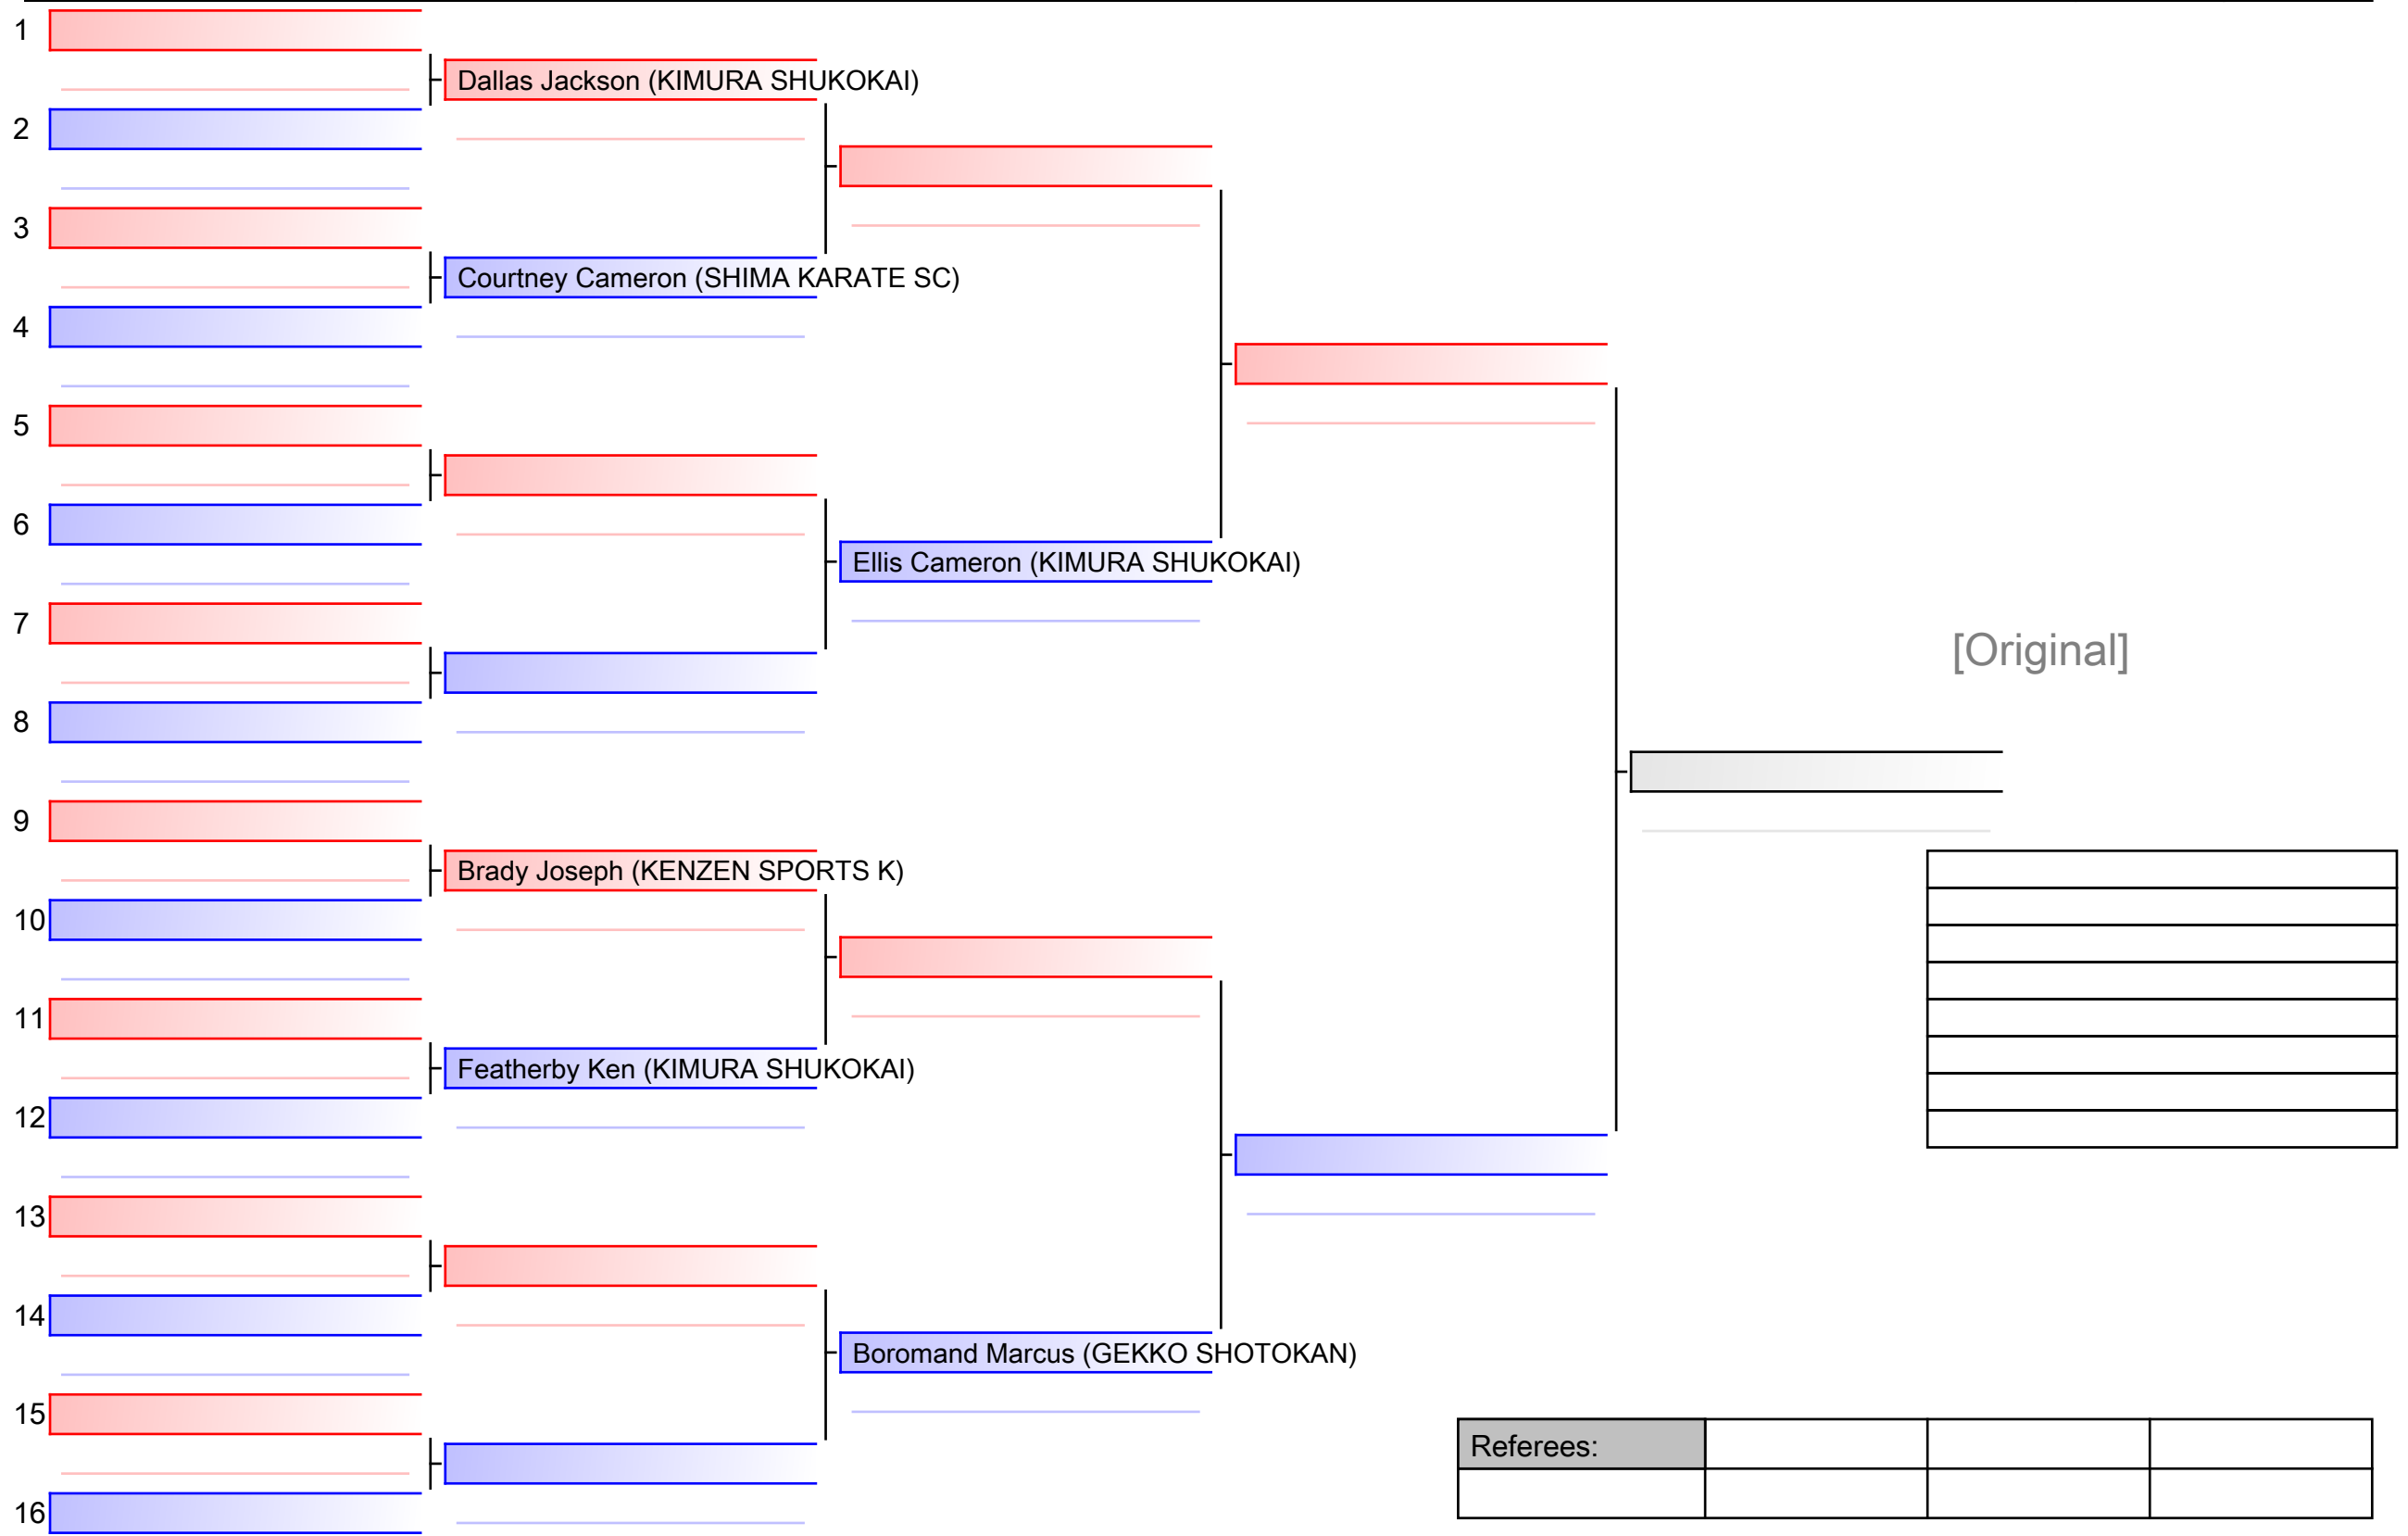 1
Dallas Jackson (KIMURA SHUKOKAI)
2
3
Courtney Cameron (SHIMA KARATE SC)
4
5
6
Ellis Cameron (KIMURA SHUKOKAI)
7
[Original]
8
9
Brady Joseph (KENZEN SPORTS K)
10
11
Featherby Ken (KIMURA SHUKOKAI)
12
13
14
Boromand Marcus (GEKKO SHOTOKAN)
15
Referees:
16